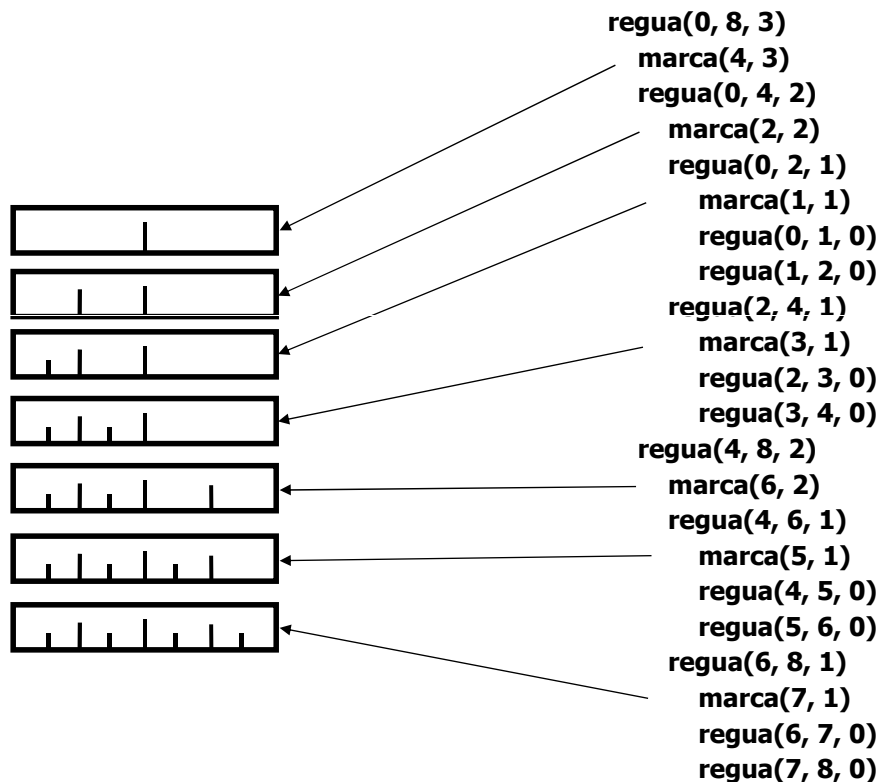 regua(0, 8, 3)
marca(4, 3)
regua(0, 4, 2)
marca(2, 2)
regua(0, 2, 1)
marca(1, 1)
regua(0, 1, 0)
regua(1, 2, 0)
regua(2, 4, 1)
marca(3, 1)
regua(2, 3, 0)
regua(3, 4, 0)
regua(4, 8, 2)
marca(6, 2)
regua(4, 6, 1)
marca(5, 1)
regua(4, 5, 0)
regua(5, 6, 0)
regua(6, 8, 1)
marca(7, 1)
regua(6, 7, 0)
regua(7, 8, 0)